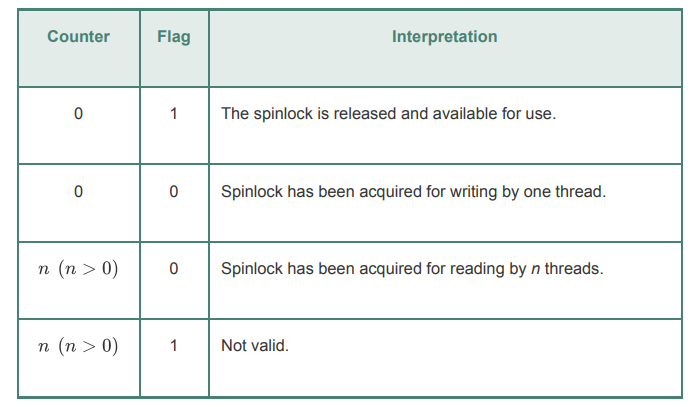 Counter Flag Interpretation
0 1 The spinlock is released and available for use.
0 0 Spinlock has been acquired for writing by one thread.
n (n > 0) 0 Spinlock has been acquired for reading by n threads.
n (n > 0) 1 Not valid.